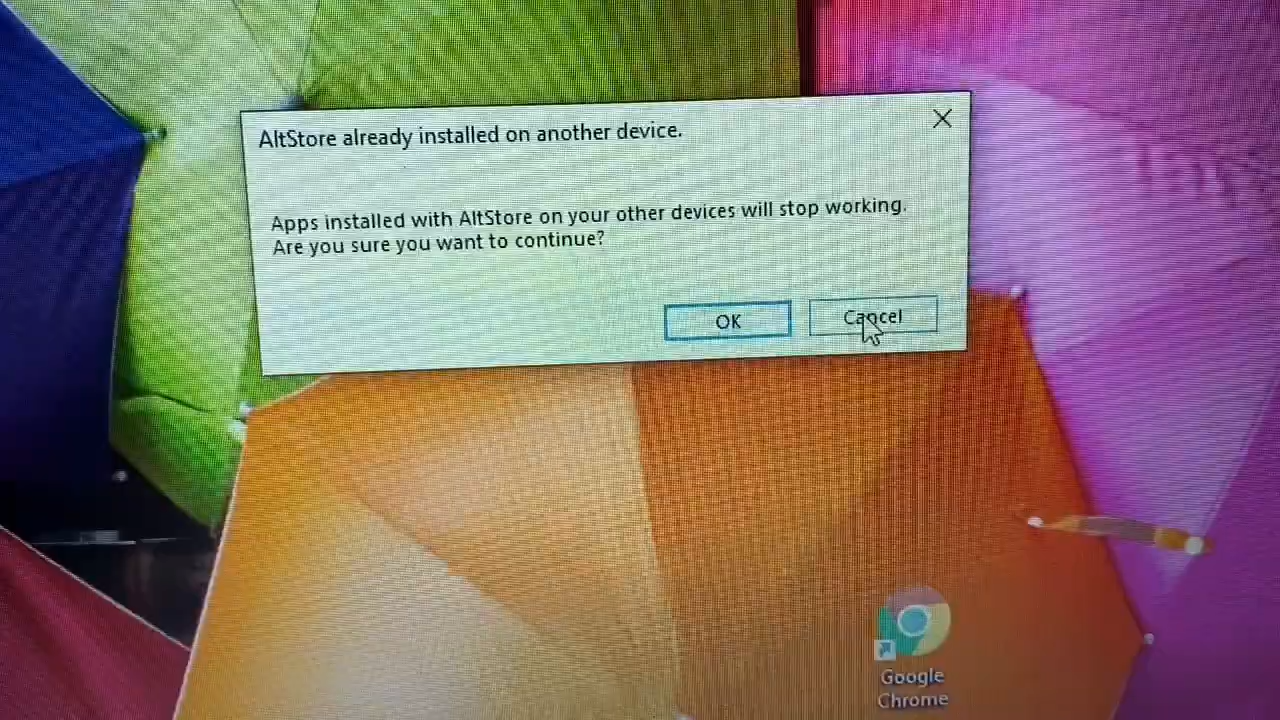 AltStore already installed on another device.
Apps installed with AltStore on your other devices will stop working.
Are you sure you want to continue?
OK
Cancel
Google
Chrome